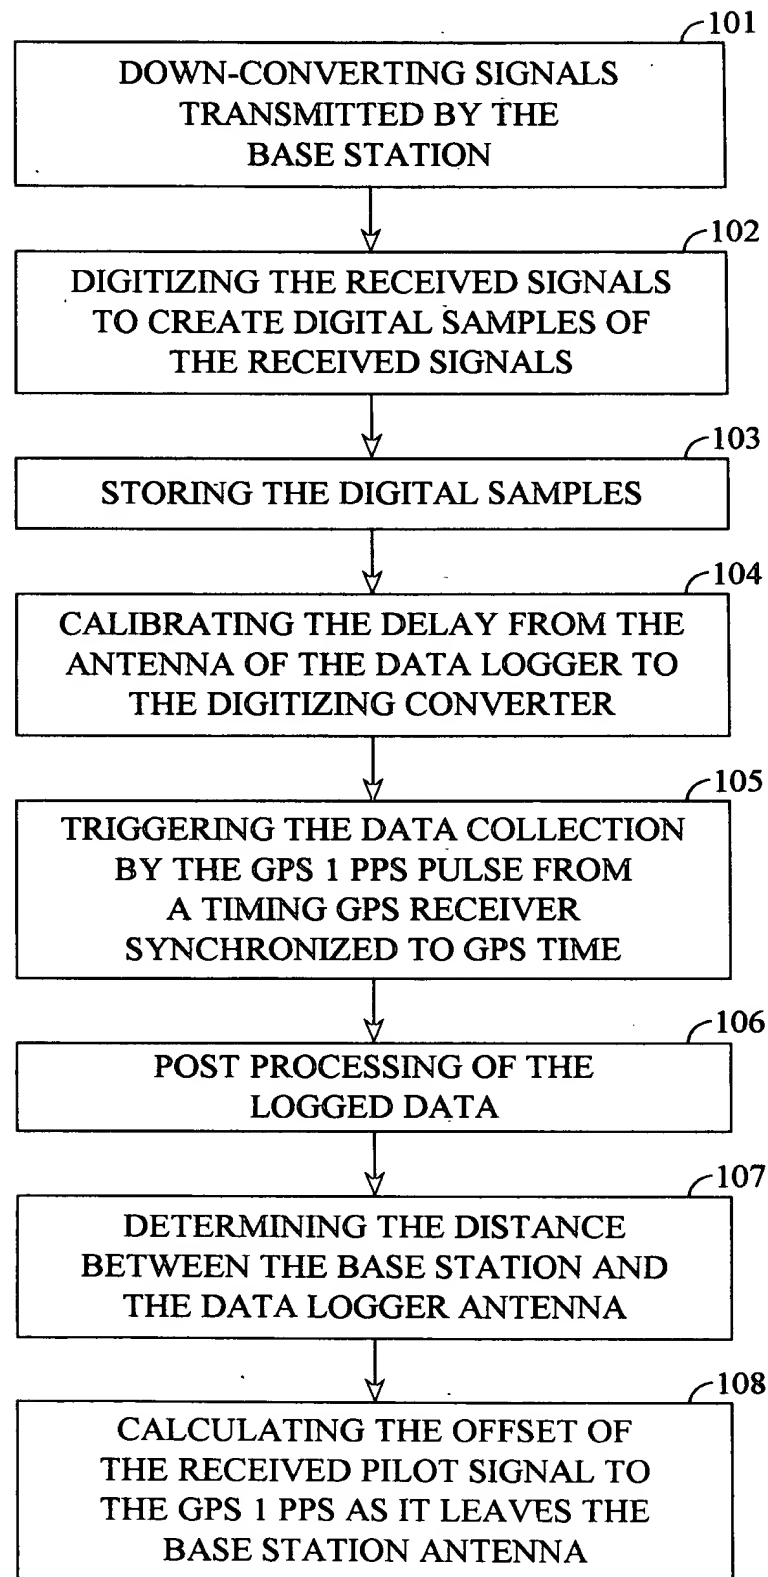 101
DOWN-CONVERTING SIGNALS
TRANSMITTED BY THE
BASE STATION
102
DIGITIZING THE RECEIVED SIGNALS
TO CREATE DIGITAL SAMPLES OF
THE RECEIVED SIGNALS
103
STORING THE DIGITAL SAMPLES
104
CALIBRATING THE DELAY FROM THE
ANTENNA OF THE DATA LOGGER TO
THE DIGITIZING CONVERTER
105
TRIGGERING THE DATA COLLECTION
BY THE GPS 1 PPS PULSE FROM
A TIMING GPS RECEIVER
SYNCHRONIZED TO GPS TIME
106
POST PROCESSING OF THE
LOGGED DATA
107
DETERMINING THE DISTANCE
BETWEEN THE BASE STATION AND
THE DATA LOGGER ANTENNA
108
CALCULATING THE OFFSET OF
THE RECEIVED PILOT SIGNAL TO
THE GPS 1 PPS AS IT LEAVES THE
BASE STATION ANTENNA